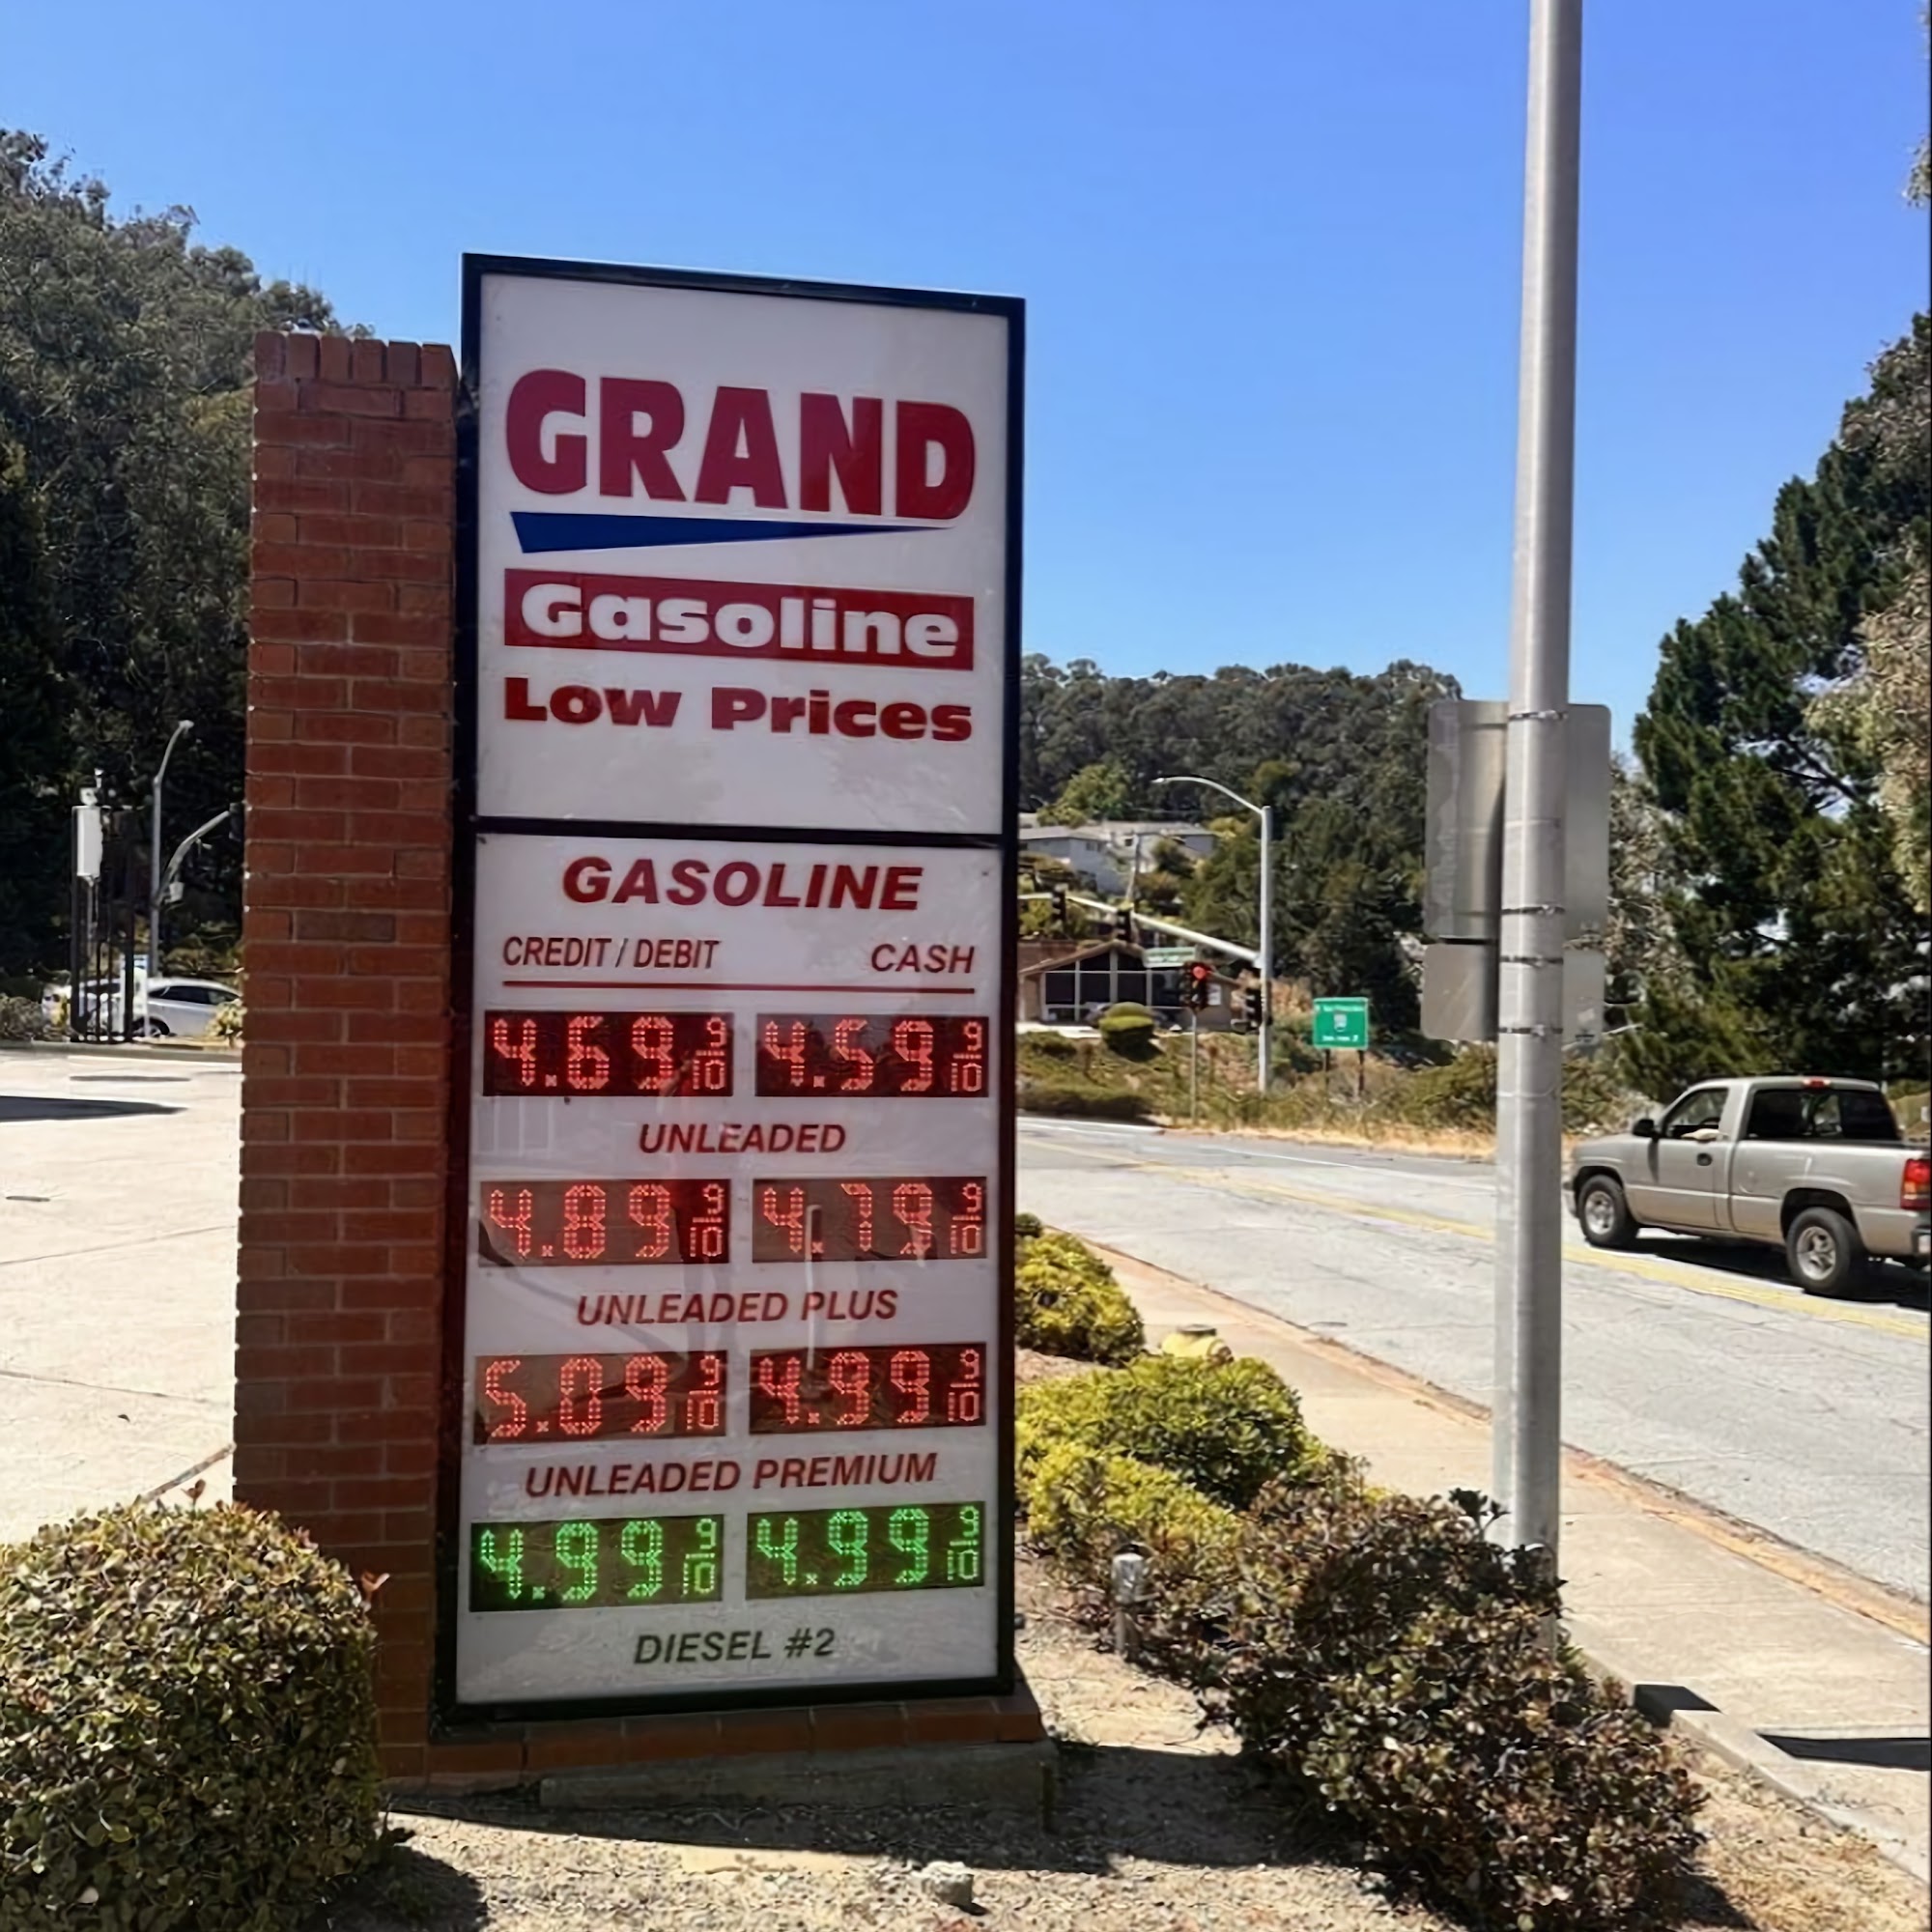 GRAND
Gasoline
Low Prices
GASOLINE
CREDIT / DEBIT CASH
4.69 9/10 4.59 9/10
UNLEADED
4.89 9/10 4.79 9/10
UNLEADED PLUS
5.09 9/10 4.99 9/10
UNLEADED PREMIUM
4.99 9/10 4.99 9/10
DIESEL #2